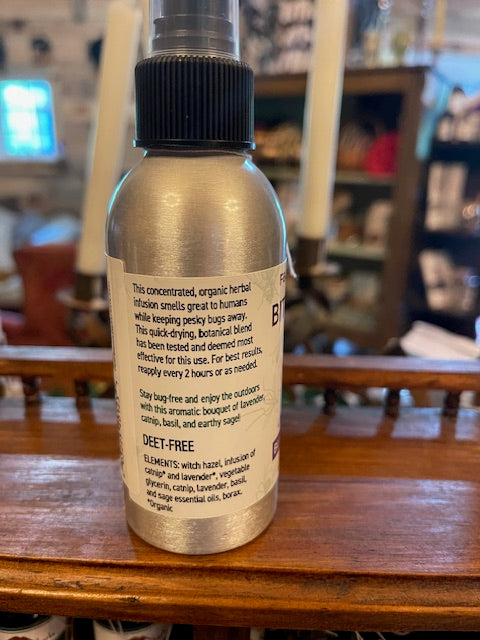 This concentrated, organic herbal
infusion smells great to humans
while keeping pesky bugs away.
This quick-drying, botanical blend
has been tested and deemed most
effective for this use. For best results,
reapply every 2 hours or as needed.
Stay bug-free and enjoy the outdoors
with this aromatic bouquet of lavender,
catnip, basil, and earthy sage!
DEET-FREE
ELEMENTS: witch hazel, infusion of
catnip* and lavender*, vegetable
glycerin, catnip, lavender, basil,
and sage essential oils, borax.
*Organic
BIT